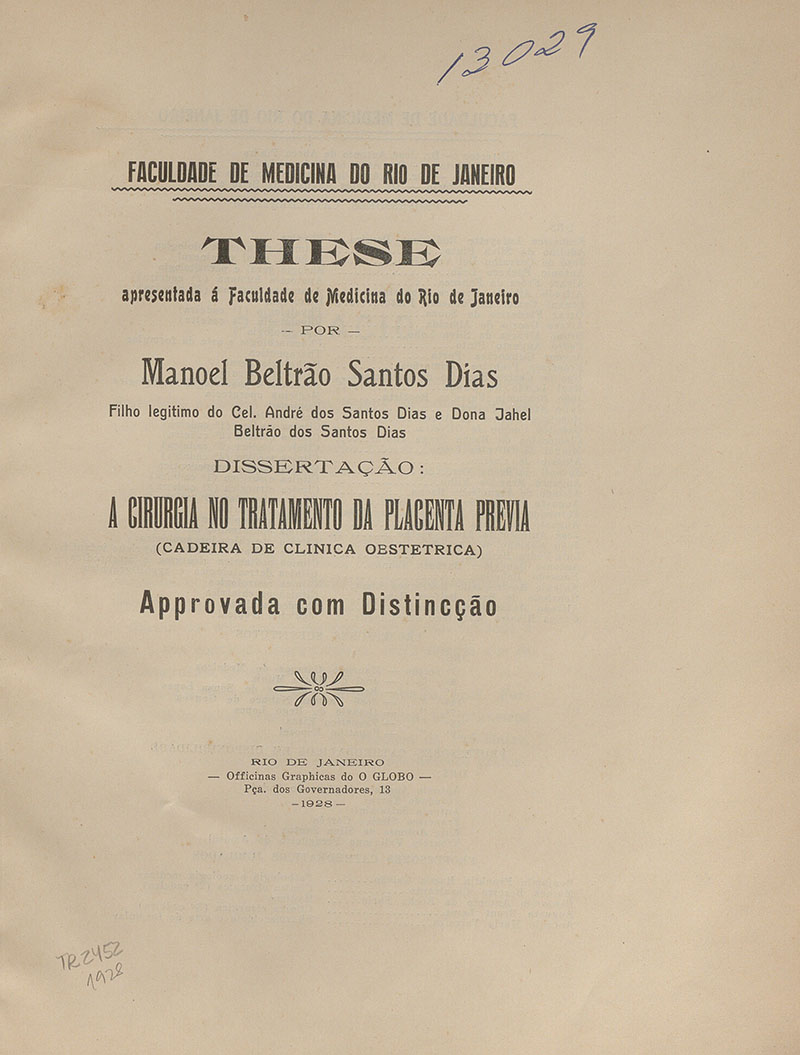 13029
FACULDADE DE MEDICINA DO RIO DE JANEIRO
THESE
apresentada á Faculdade de Medicina do Rio de Janeiro
— POR —
Manoel Beltrão Santos Dias
Filho legitimo do Cel. André dos Santos Dias e Dona Jahel
Beltrão dos Santos Dias
DISSERTAÇÃO:
A CIRURGIA NO TRATAMENTO DA PLACENTA PREVIA
(CADEIRA DE CLINICA OESTETRICA)
Approvada com Distincção
RIO DE JANEIRO
— Officinas Graphicas do O GLOBO —
Pça. dos Governadores, 13
—1928—
TR2452
1928